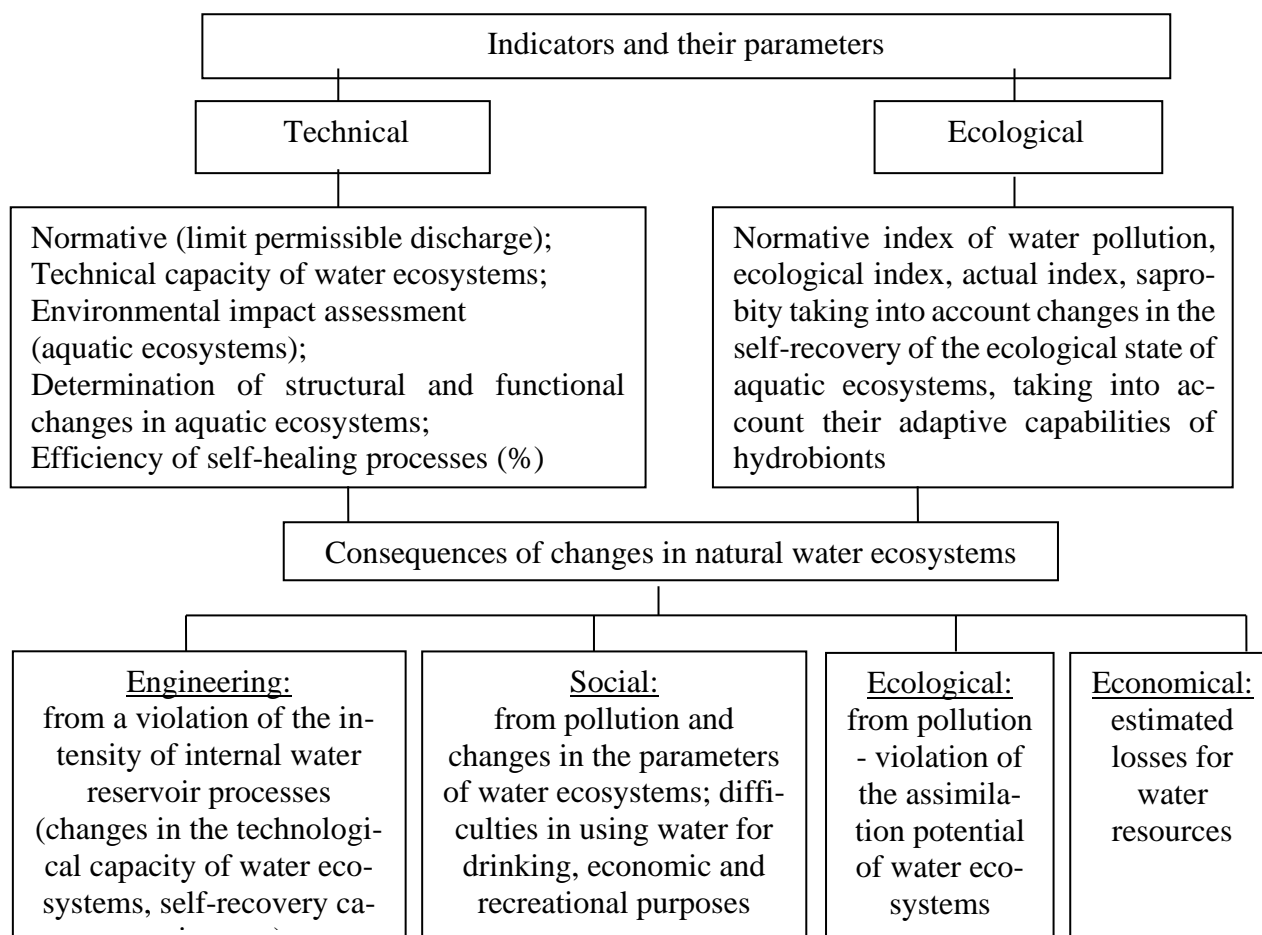 Indicators and their parameters
Technical
Ecological
Normative (limit permissible discharge);
Technical capacity of water ecosystems;
Environmental impact assessment
(aquatic ecosystems);
Determination of structural and functional
changes in aquatic ecosystems;
Efficiency of self-healing processes (%)
Normative index of water pollution,
ecological index, actual index, sapro-
bity taking into account changes in the
self-recovery of the ecological state of
aquatic ecosystems, taking into ac-
count their adaptive capabilities of
hydrobionts
Consequences of changes in natural water ecosystems
Engineering:
from a violation of the in-
tensity of internal water
reservoir processes
(changes in the technologi-
cal capacity of water eco-
systems, self-recovery ca-
Social:
from pollution and
changes in the parameters
of water ecosystems; diffi-
culties in using water for
drinking, economic and
recreational purposes
Ecological:
from pollution
- violation of
the assimila-
tion potential
of water eco-
systems
Economical:
estimated
losses for
water
resources